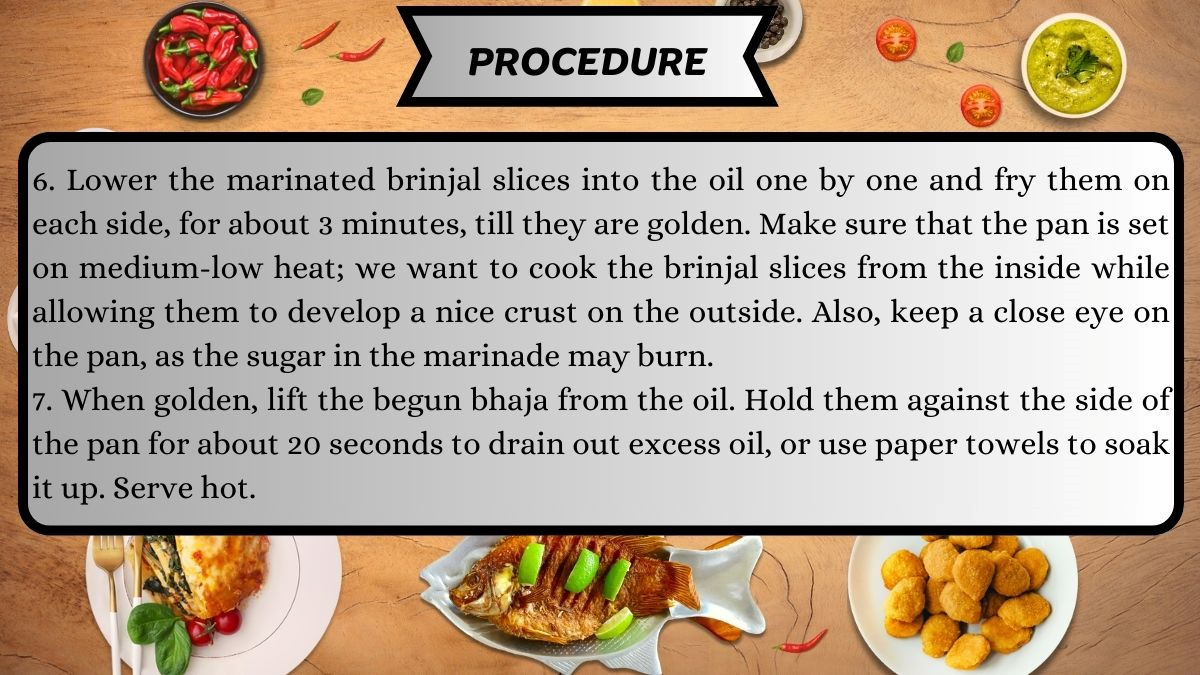 PROCEDURE
6. Lower the marinated brinjal slices into the oil one by one and fry them on
each side, for about 3 minutes, till they are golden. Make sure that the pan is set
on medium-low heat; we want to cook the brinjal slices from the inside while
allowing them to develop a nice crust on the outside. Also, keep a close eye on
the pan, as the sugar in the marinade may burn.
7. When golden, lift the begun bhaja from the oil. Hold them against the side of
the pan for about 20 seconds to drain out excess oil, or use paper towels to soak
it up. Serve hot.